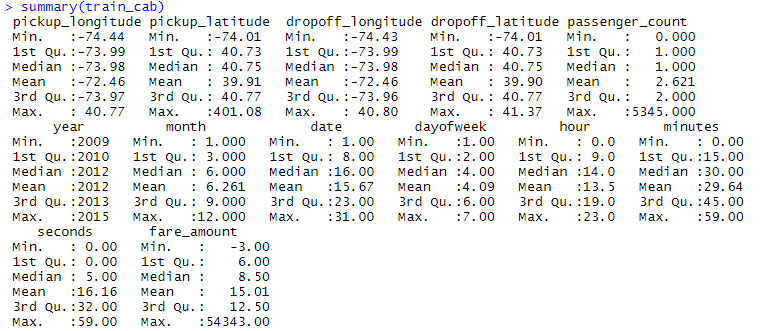 > summary(train_cab)
pickup_longitude pickup_latitude dropoff_longitude dropoff_latitude passenger_count
Min. :-74.44 Min. :-74.01 Min. :-74.43 Min. :-74.01 Min. : 0.000
1st Qu.:-73.99 1st Qu.: 40.73 1st Qu.:-73.99 1st Qu.: 40.73 1st Qu.: 1.000
Median :-73.98 Median : 40.75 Median :-73.98 Median : 40.75 Median : 1.000
Mean :-72.46 Mean : 39.91 Mean :-72.46 Mean : 39.90 Mean : 2.621
3rd Qu.:-73.97 3rd Qu.: 40.77 3rd Qu.:-73.96 3rd Qu.: 40.77 3rd Qu.: 2.000
Max. : 40.77 Max. :401.08 Max. : 40.80 Max. : 41.37 Max. :5345.000
year month date dayofweek hour minutes
Min. :2009 Min. : 1.000 Min. : 1.00 Min. :1.00 Min. : 0.0 Min. : 0.00
1st Qu.:2010 1st Qu.: 3.000 1st Qu.: 8.00 1st Qu.:2.00 1st Qu.: 9.0 1st Qu.:15.00
Median :2012 Median : 6.000 Median :16.00 Median :4.00 Median :14.0 Median :30.00
Mean :2012 Mean : 6.261 Mean :15.67 Mean :4.09 Mean :13.5 Mean :29.64
3rd Qu.:2013 3rd Qu.: 9.000 3rd Qu.:23.00 3rd Qu.:6.00 3rd Qu.:19.0 3rd Qu.:45.00
Max. :2015 Max. :12.000 Max. :31.00 Max. :7.00 Max. :23.0 Max. :59.00
seconds fare_amount
Min. : 0.00 Min. : -3.00
1st Qu.: 0.00 1st Qu.: 6.00
Median : 5.00 Median : 8.50
Mean :16.16 Mean : 15.01
3rd Qu.:32.00 3rd Qu.: 12.50
Max. :59.00 Max. :54343.00